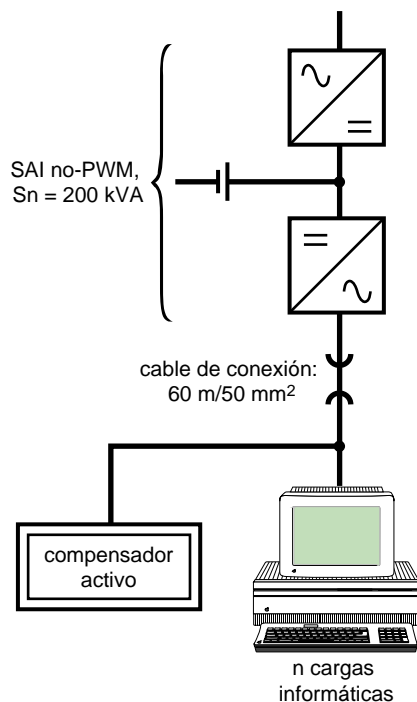 SAI no-PWM,
Sn = 200 kVA
cable de conexión:
60 m/50 mm²
compensador
activo
n cargas
informáticas